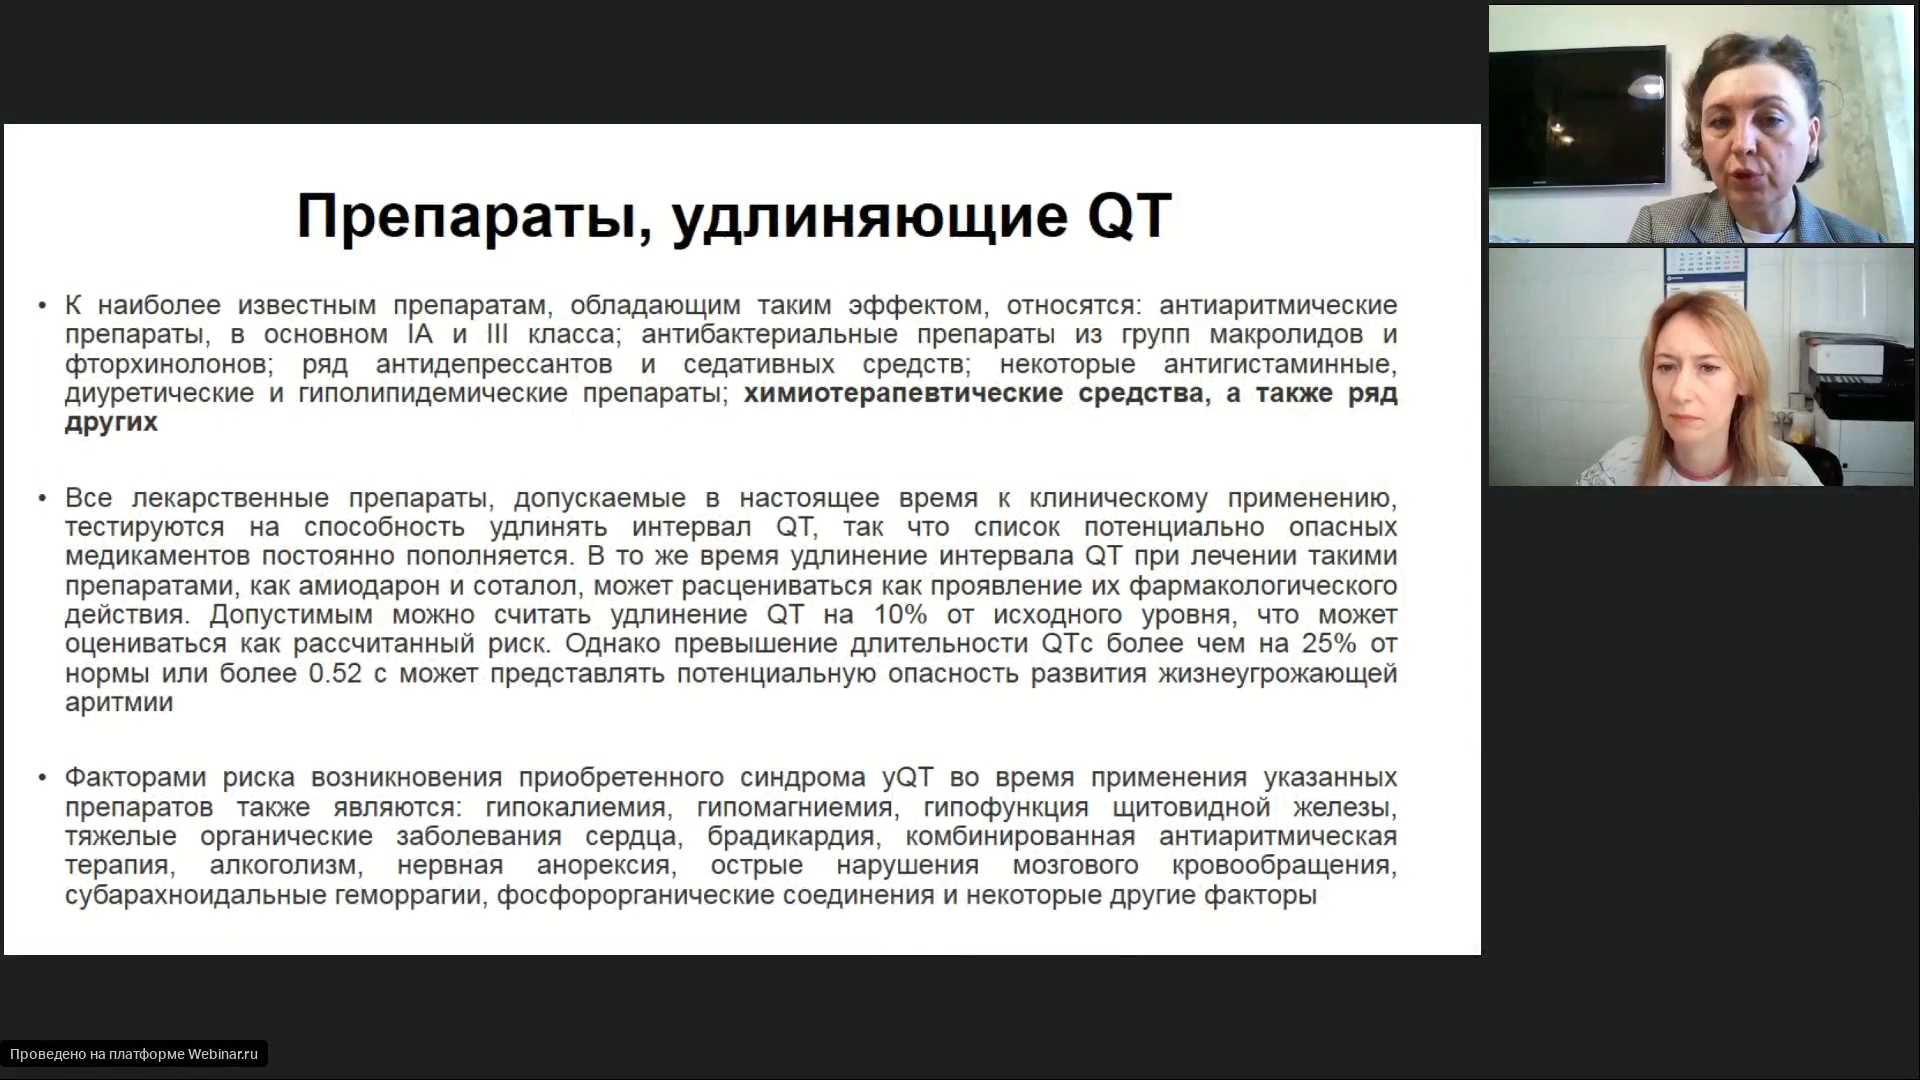 Препараты, удлиняющие QT
• К наиболее известным препаратам, обладающим таким эффектом, относятся: антиаритмические
препараты, в основном IA и III класса; антибактериальные препараты из групп макролидов и
фторхинолонов; ряд антидепрессантов и седативных средств; некоторые антигистаминные,
диуретические и гиполипидемические препараты; химиотерапевтические средства, а также ряд
других
• Все лекарственные препараты, допускаемые в настоящее время к клиническому применению,
тестируются на способность удлинять интервал QT, так что список потенциально опасных
медикаментов постоянно пополняется. В то же время удлинение интервала QT при лечении такими
препаратами, как амиодарон и соталол, может расцениваться как проявление их фармакологического
действия. Допустимым можно считать удлинение QT на 10% от исходного уровня, что может
оцениваться как рассчитанный риск. Однако превышение длительности QTc более чем на 25% от
нормы или более 0.52 с может представлять потенциальную опасность развития жизнеугрожающей
аритмии
• Факторами риска возникновения приобретенного синдрома уQT во время применения указанных
препаратов также являются: гипокалиемия, гипомагниемия, гипофункция щитовидной железы,
тяжелые органические заболевания сердца, брадикардия, комбинированная антиаритмическая
терапия, алкоголизм, нервная анорексия, острые нарушения мозгового кровообращения,
субарахноидальные геморрагии, фосфорорганические соединения и некоторые другие факторы
Проведено на платформе Webinar.ru